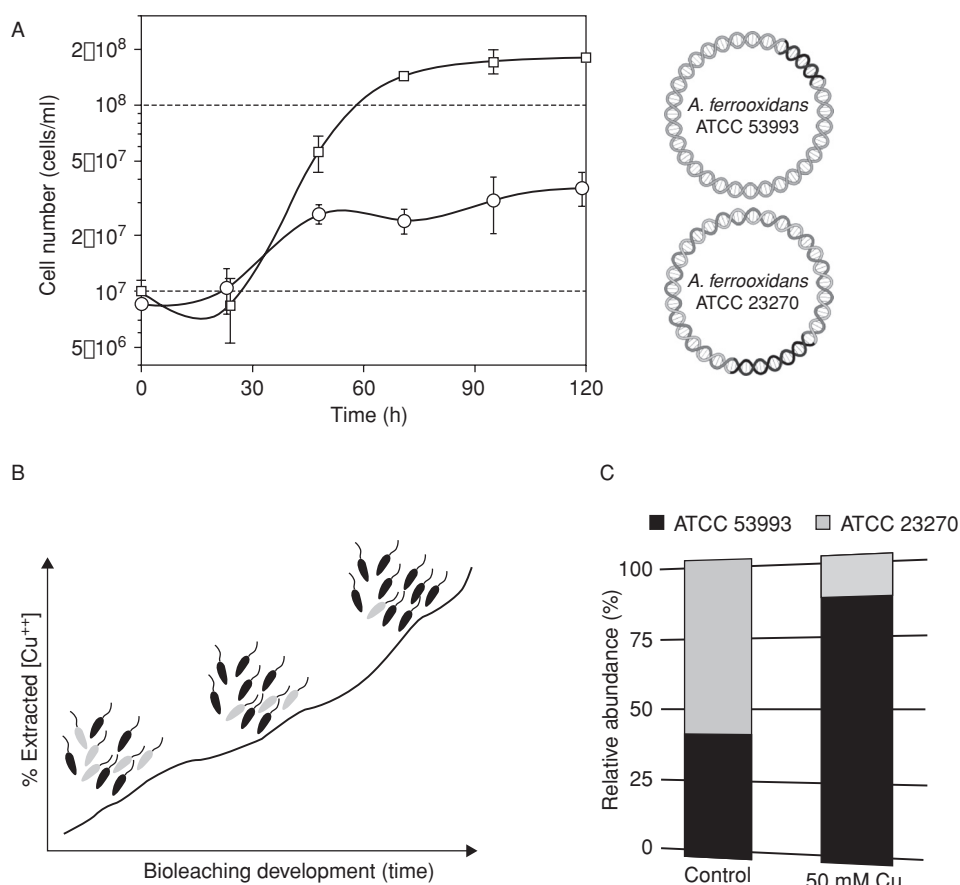 A
2▯10⁸
10⁸
5▯10⁷
2▯10⁷
10⁷
5▯10⁶
Cell number (cells/ml)
0 30 60 90 120
Time (h)
A. ferrooxidans
ATCC 53993
A. ferrooxidans
ATCC 23270
B
% Extracted [Cu⁺⁺]
Bioleaching development (time)
C
ATCC 53993 ATCC 23270
100
75
50
25
0
Relative abundance (%)
Control 50 mM Cu